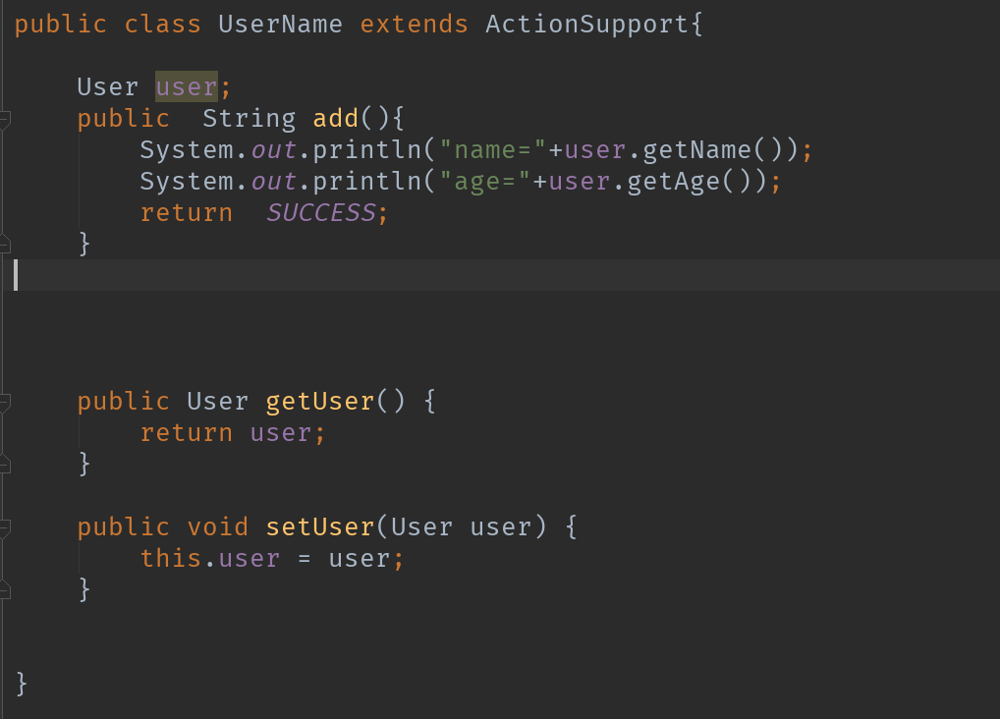 public class UserName extends ActionSupport{
User user;
public  String add(){
System.out.println("name="+user.getName());
System.out.println("age="+user.getAge());
return  SUCCESS;
}
public User getUser() {
return user;
}
public void setUser(User user) {
this.user = user;
}
}